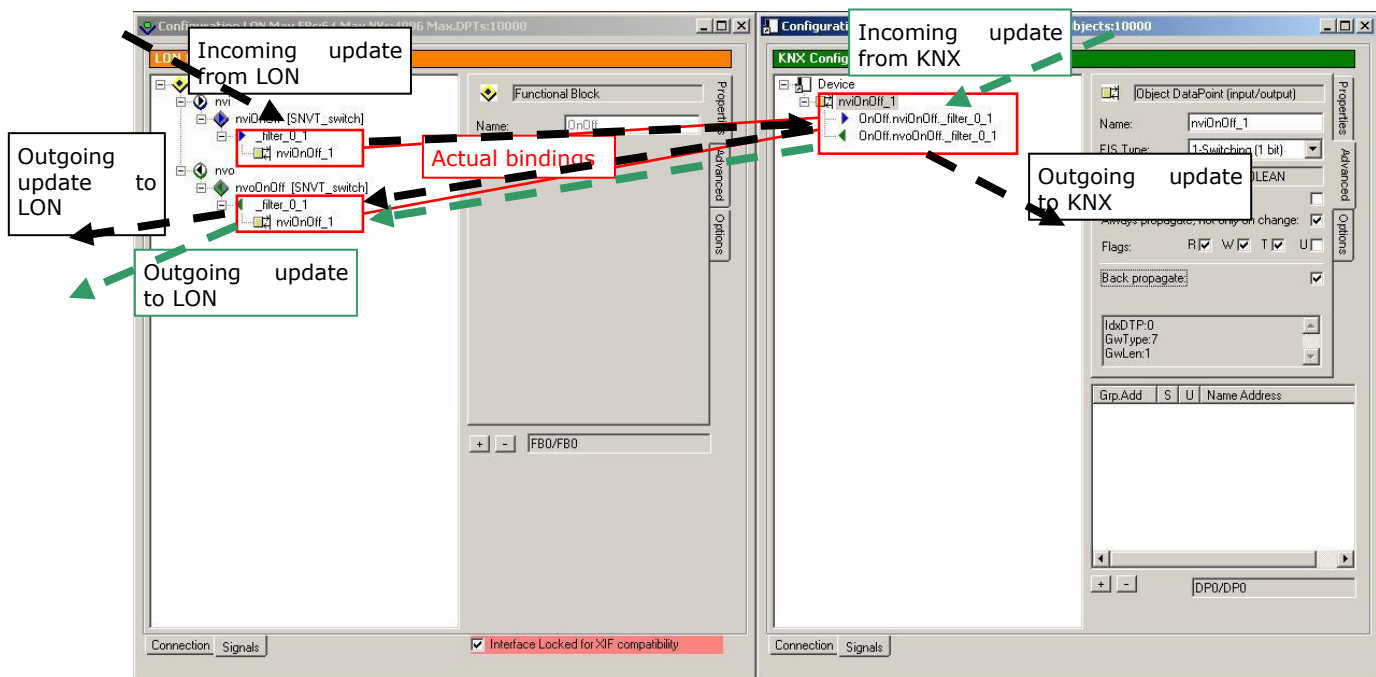 Configuration LON Max.FBs:64 Max.NVs:4096 Max.DPTs:10000
LON
nvi
nviOnOff [SNVT_switch]
_filter_0_1
nviOnOff_1
nvo
nvoOnOff [SNVT_switch]
_filter_0_1
nviOnOff_1
Incoming update
from LON
Outgoing
update to
LON
Outgoing update
to LON
Actual bindings
Functional Block
Name:
OnOff
Properties
Advanced
Options
+ - FB0/FB0
Connection Signals
Interface Locked for XIF compatibility
jects:10000
KNX
Device
nviOnOff_1
OnOff.nviOnOff._filter_0_1
OnOff.nvoOnOff._filter_0_1
Incoming update
from KNX
Outgoing update
to KNX
Object DataPoint (input/output)
Name: nviOnOff_1
EIS Type: 1-Switching (1 bit)
Always propagate, not only on change:
Flags: R W T U
Back propagate:
IdxDTP:0
GwType:7
GwLen:1
Properties
Advanced
Options
Grp.Add S U Name Address
+ - DP0/DP0
Connection Signals